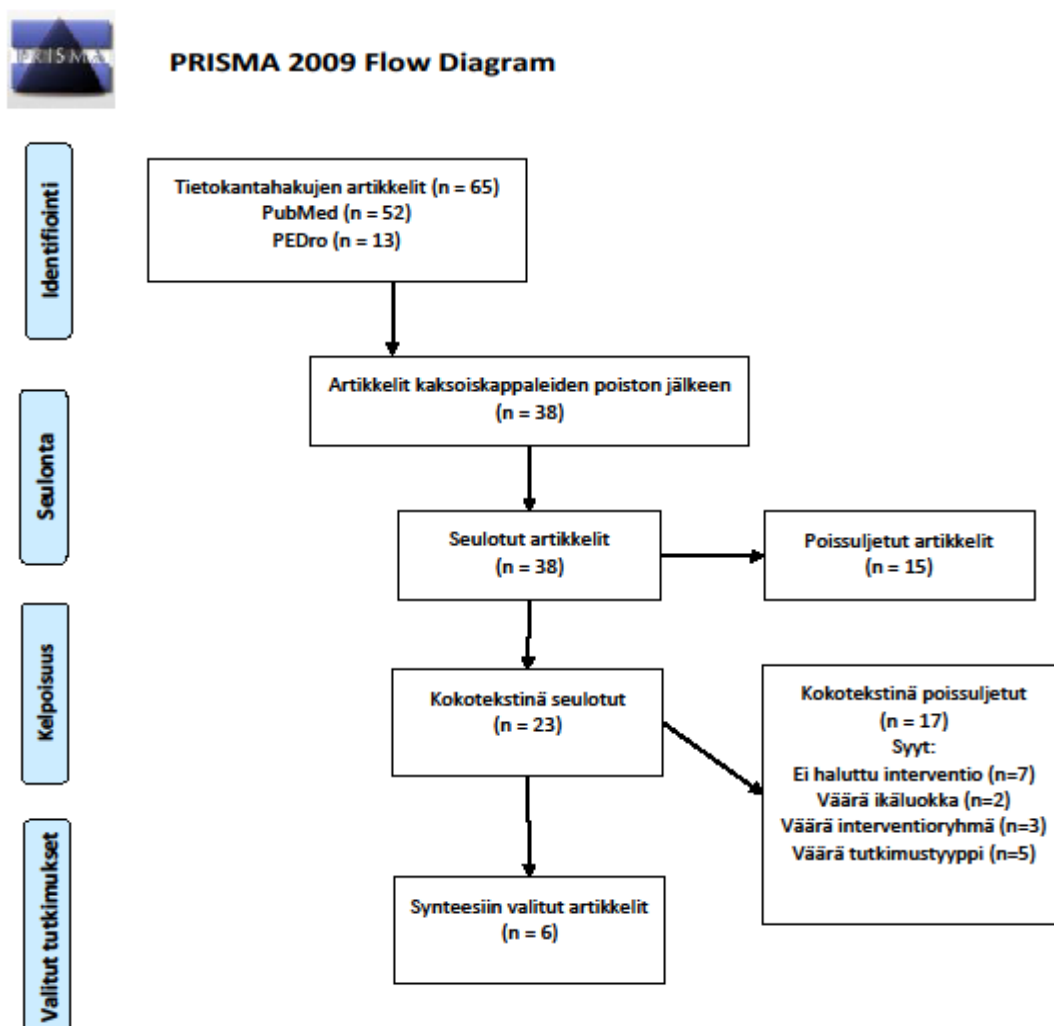 PRISMA
PRISMA 2009 Flow Diagram
Identifiointi
Tietokantahakujen artikkelit (n = 65)
PubMed (n = 52)
PEDro (n = 13)
Artikkelit kaksoiskappaleiden poiston jälkeen
(n = 38)
Seulonta
Seulotut artikkelit
(n = 38)
Poissuljetut artikkelit
(n = 15)
Kelpoisuus
Kokotekstinä seulotut
(n = 23)
Kokotekstinä poissuljetut
(n = 17)
Syyt:
Ei haluttu interventio (n=7)
Väärä ikäluokka (n=2)
Väärä interventioryhmä (n=3)
Väärä tutkimustyyppi (n=5)
Valitut tutkimukset
Synteesiin valitut artikkelit
(n = 6)